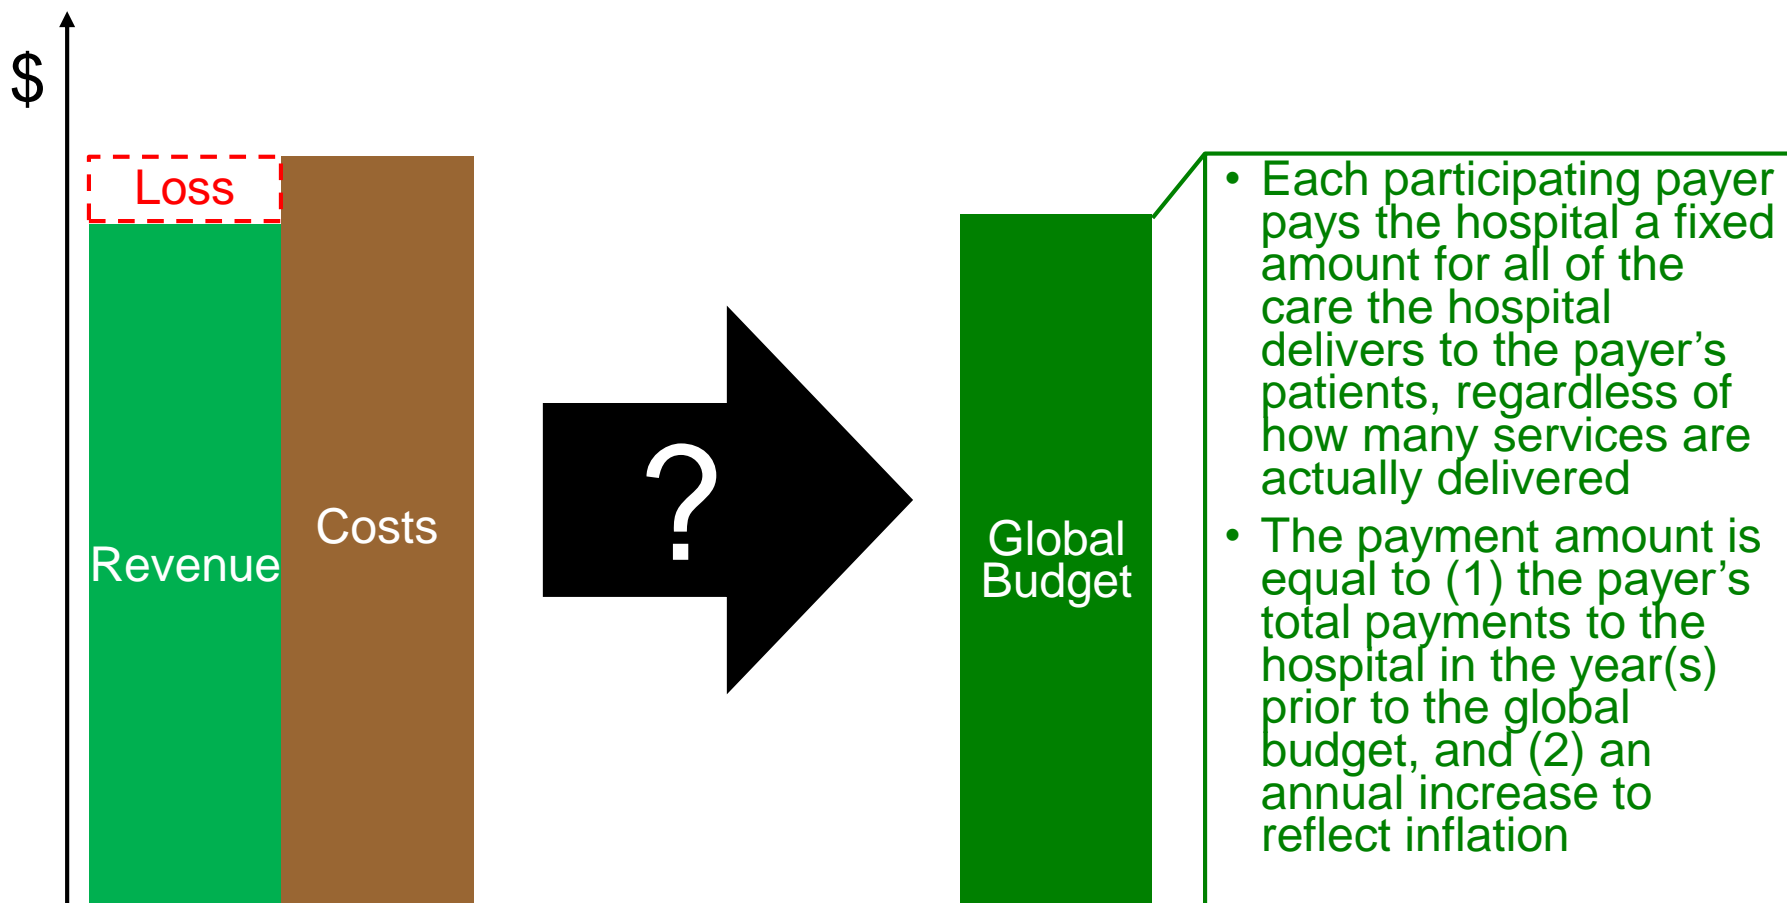 $
Loss
Revenue
Costs
?
Global
Budget
• Each participating payer
pays the hospital a fixed
amount for all of the
care the hospital
delivers to the payer’s
patients, regardless of
how many services are
actually delivered
• The payment amount is
equal to (1) the payer’s
total payments to the
hospital in the year(s)
prior to the global
budget, and (2) an
annual increase to
reflect inflation